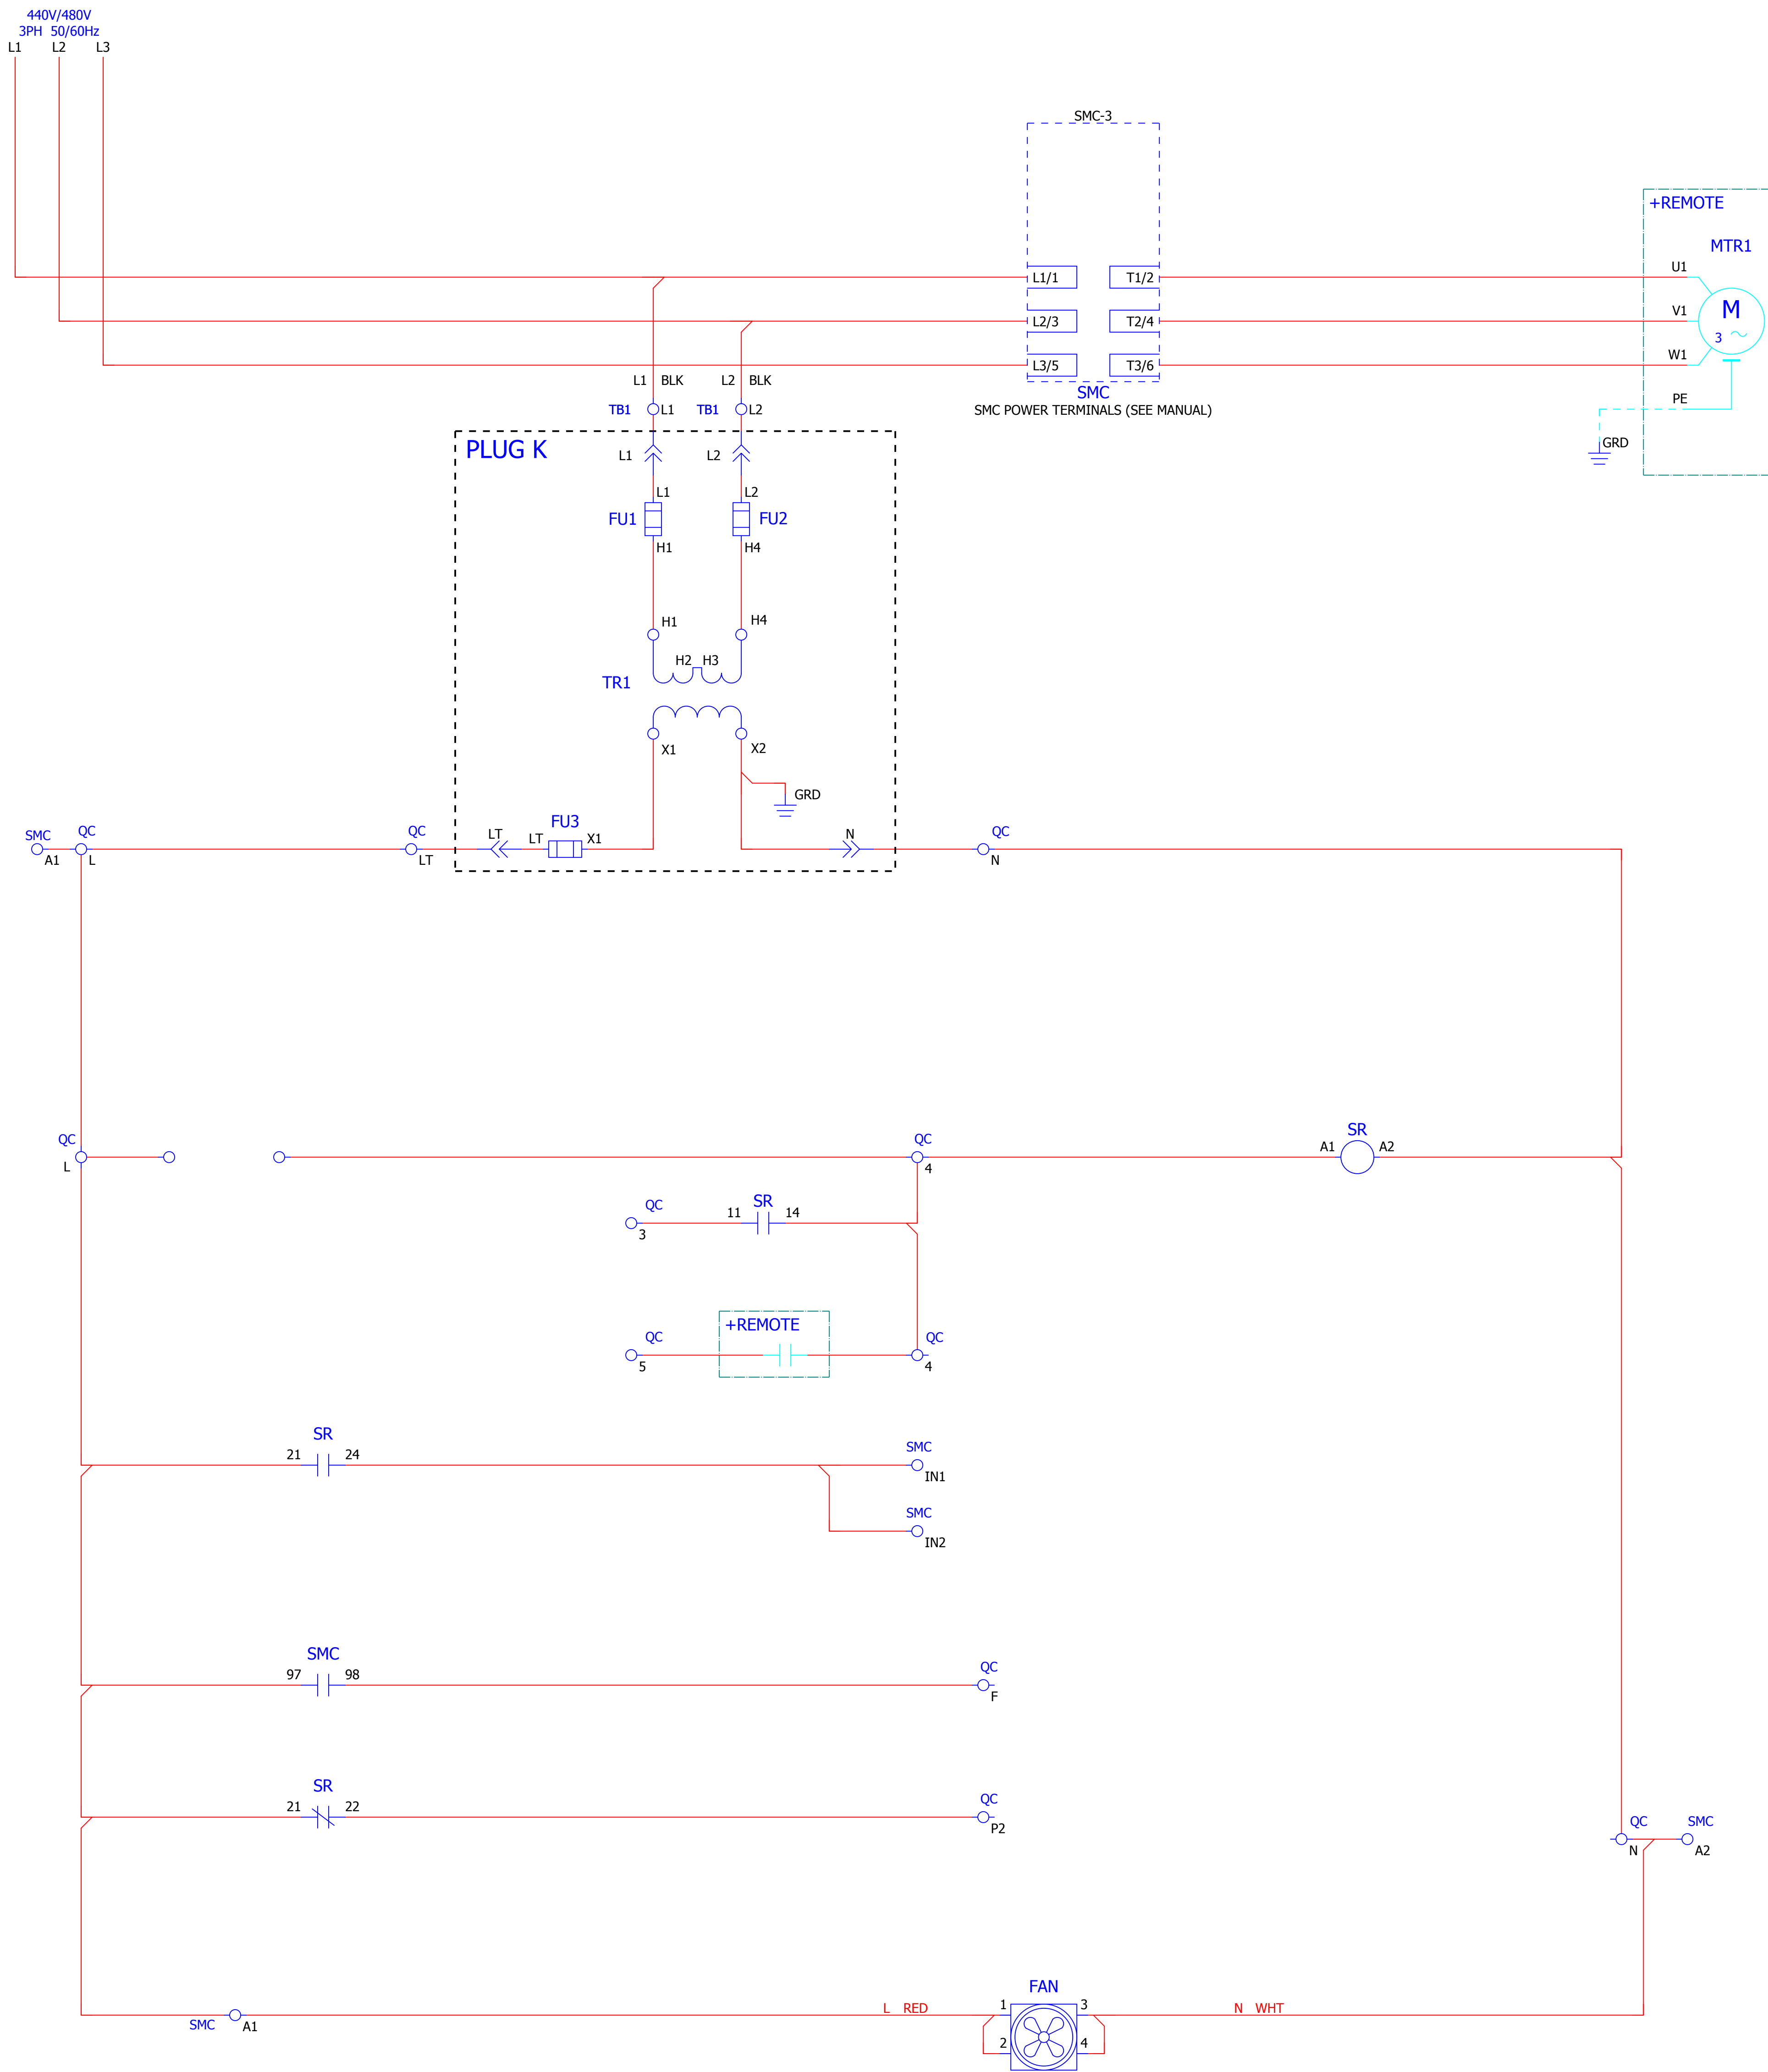 440V/480V
3PH 50/60Hz
L1 L2 L3
SMC-3
+REMOTE
MTR1
L1/1 T1/2 U1
M
3
L2/3 T2/4 V1
L3/5 T3/6 W1
SMC
SMC POWER TERMINALS (SEE MANUAL)
L1 BLK L2 BLK
TB1 L1 TB1 L2
PE
GRD
PLUG K
L1 L2
L1 L2
FU1 FU2
H1 H4
H1 H4
H2 H3
TR1
X1 X2
GRD
SMC QC QC LT LT FU3 X1 N QC
A1 L LT N
QC QC A1 SR A2
L 4
QC 11 SR 14
3
+REMOTE
QC QC
5 4
SR SMC
21 24
IN1
SMC
IN2
SMC
97 98 QC
F
SR
21 22 QC
P2
QC SMC
N A2
FAN
L RED 1 3 N WHT
SMC A1
2 4